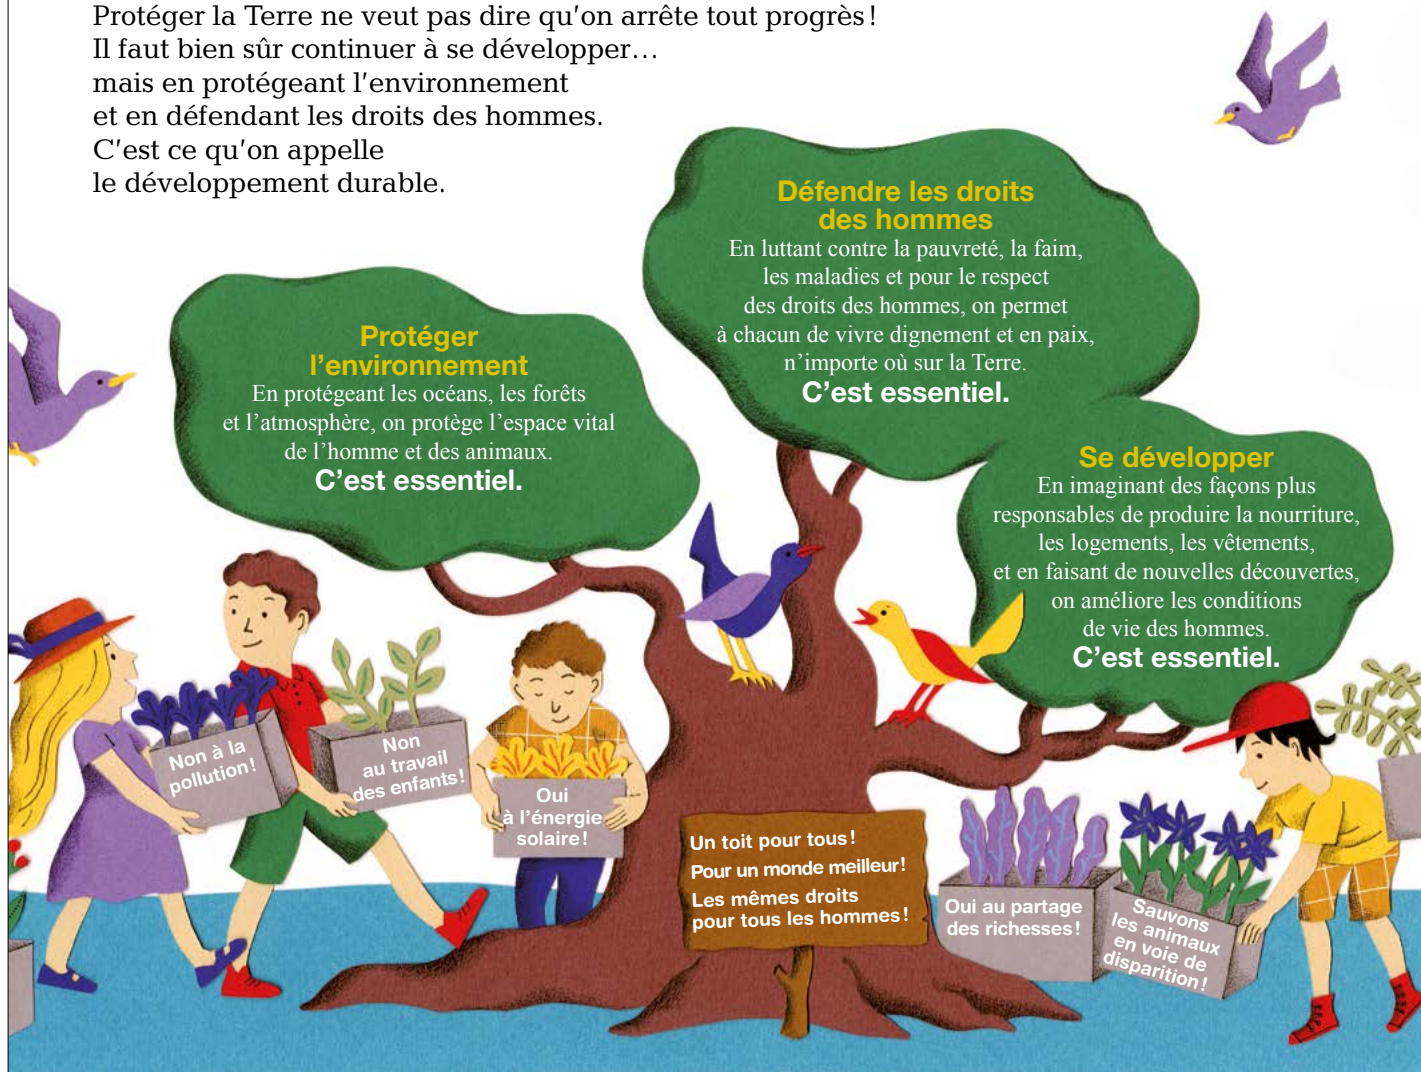 Protéger la Terre ne veut pas dire qu’on arrête tout progrès !
Il faut bien sûr continuer à se développer…
mais en protégeant l’environnement
et en défendant les droits des hommes.
C’est ce qu’on appelle
le développement durable.
Protéger
l’environnement
En protégeant les océans, les forêts
et l’atmosphère, on protège l’espace vital
de l’homme et des animaux.
C’est essentiel.
Défendre les droits
des hommes
En luttant contre la pauvreté, la faim,
les maladies et pour le respect
des droits des hommes, on permet
à chacun de vivre dignement et en paix,
n’importe où sur la Terre.
C’est essentiel.
Se développer
En imaginant des façons plus
responsables de produire la nourriture,
les logements, les vêtements,
et en faisant de nouvelles découvertes,
on améliore les conditions
de vie des hommes.
C’est essentiel.
Non à la
pollution !
Non
au travail
des enfants !
Oui
à l’énergie
solaire !
Un toit pour tous !
Pour un monde meilleur !
Les mêmes droits
pour tous les hommes !
Oui au partage
des richesses !
Sauvons
les animaux
en voie de
disparition !